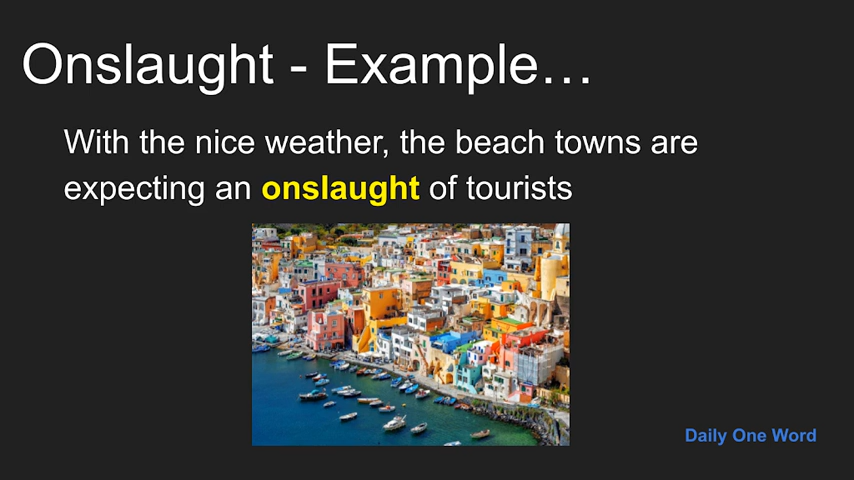 Onslaught - Example…
With the nice weather, the beach towns are
expecting an onslaught of tourists
Daily One Word